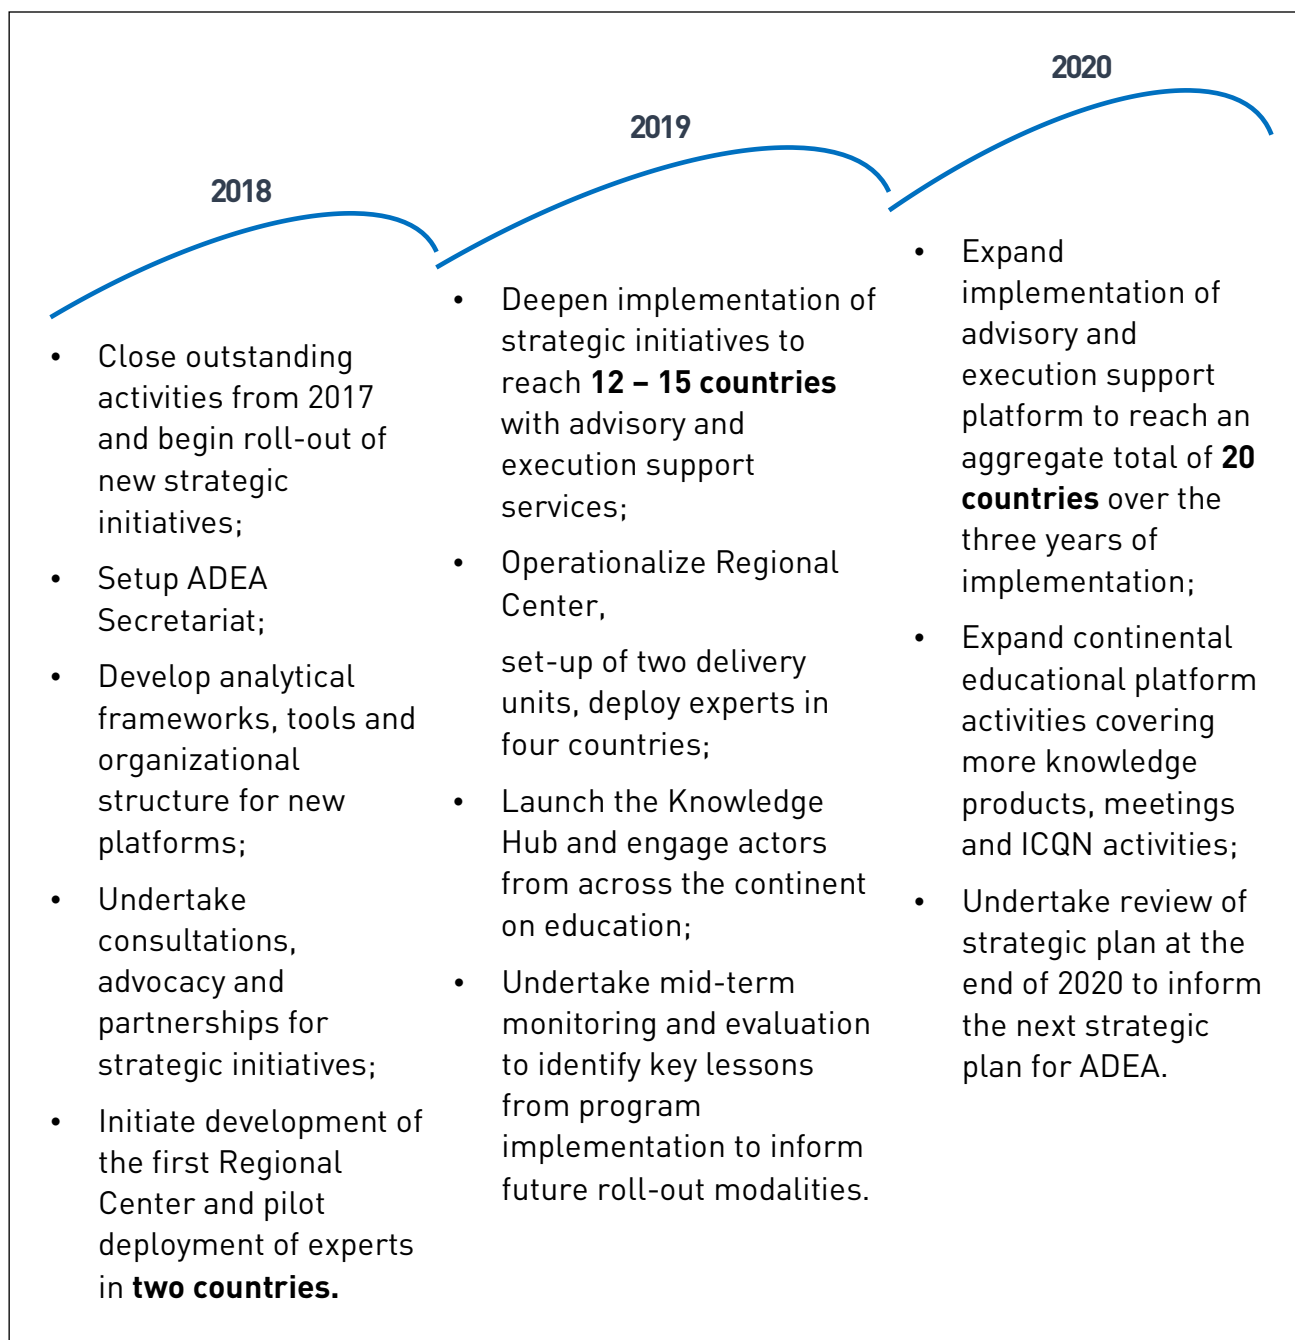 2018
• Close outstanding
activities from 2017
and begin roll-out of
new strategic
initiatives;
• Setup ADEA
Secretariat;
• Develop analytical
frameworks, tools and
organizational
structure for new
platforms;
• Undertake
consultations,
advocacy and
partnerships for
strategic initiatives;
• Initiate development of
the first Regional
Center and pilot
deployment of experts
in two countries.
2019
• Deepen implementation of
strategic initiatives to
reach 12 – 15 countries
with advisory and
execution support
services;
• Operationalize Regional
Center,
set-up of two delivery
units, deploy experts in
four countries;
• Launch the Knowledge
Hub and engage actors
from across the continent
on education;
• Undertake mid-term
monitoring and evaluation
to identify key lessons
from program
implementation to inform
future roll-out modalities.
2020
• Expand
implementation of
advisory and
execution support
platform to reach an
aggregate total of 20
countries over the
three years of
implementation;
• Expand continental
educational platform
activities covering
more knowledge
products, meetings
and ICQN activities;
• Undertake review of
strategic plan at the
end of 2020 to inform
the next strategic
plan for ADEA.